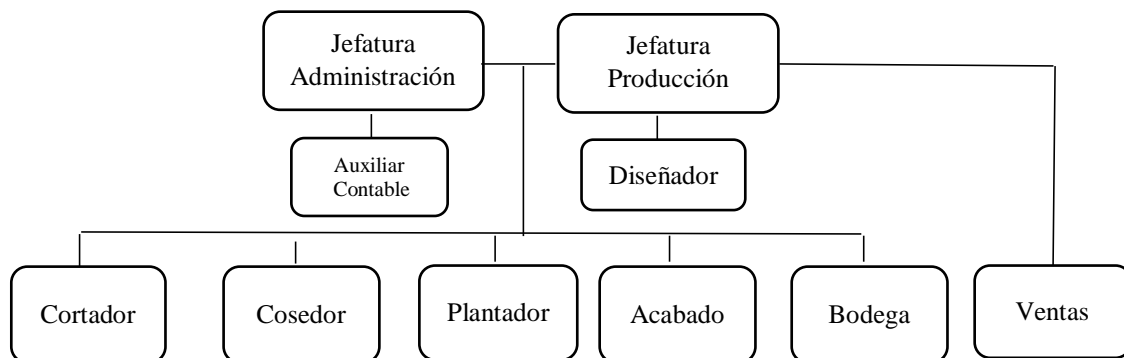 Jefatura
Administración
Jefatura
Producción
Auxiliar
Contable
Diseñador
Cortador
Cosedor
Plantador
Acabado
Bodega
Ventas